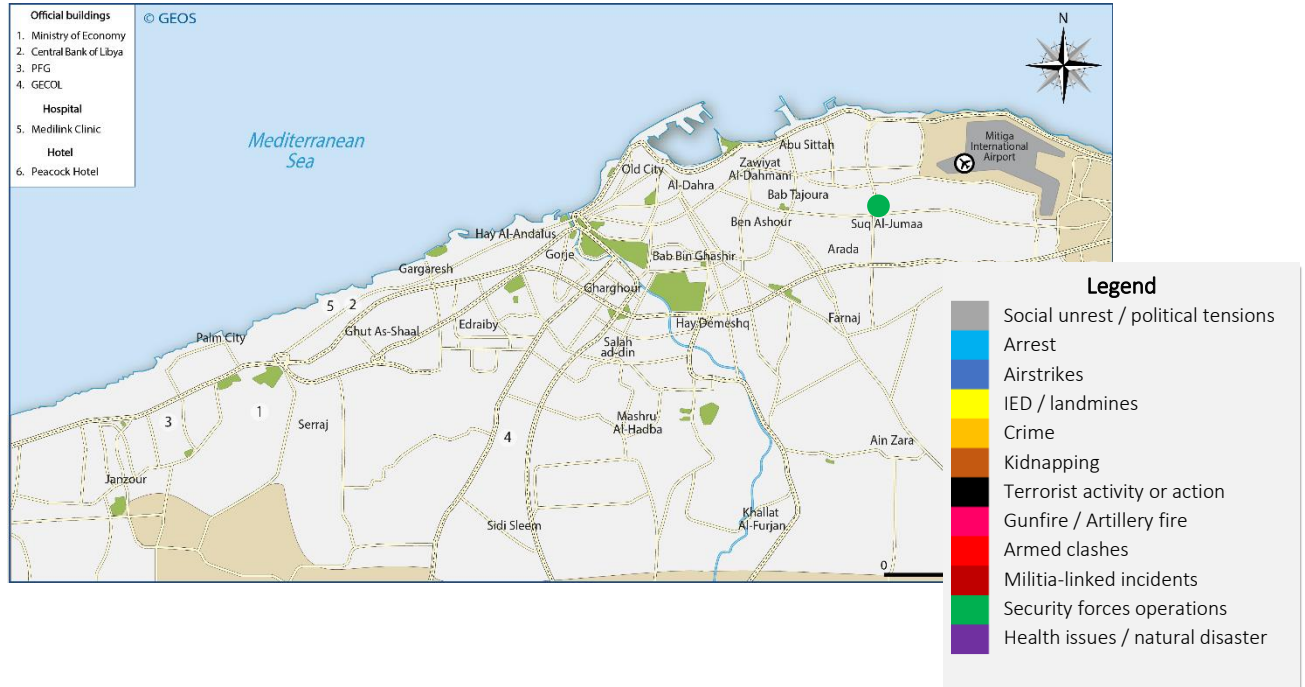 Official buildings
1. Ministry of Economy
2. Central Bank of Libya
3. PFG
4. GECOL
Hospital
5. Medilink Clinic
Hotel
6. Peacock Hotel
© GEOS
N
Mediterranean
Sea
Mitiga
International
Airport
Abu Sittah
Old City
Zawiyat
Al-Dahmani
Al-Dahra
Bab Tajoura
Ben Ashour
Suq Al-Jumaa
Hay Al-Andalus
Arada
Gorje
Bab Bin Ghashir
Gargaresh
Gharghour
5
2
Ghut As-Shaal
Edraiby
Hay Demeshq
Farnaj
Palm City
Salah
ad-din
1
3
Serraj
4
Mashru
Al-Hadba
Ain Zara
Janzour
Sidi Sleem
Khallat
Al-Furjan
0
Legend
Social unrest / political tensions
Arrest
Airstrikes
IED / landmines
Crime
Kidnapping
Terrorist activity or action
Gunfire / Artillery fire
Armed clashes
Militia-linked incidents
Security forces operations
Health issues / natural disaster